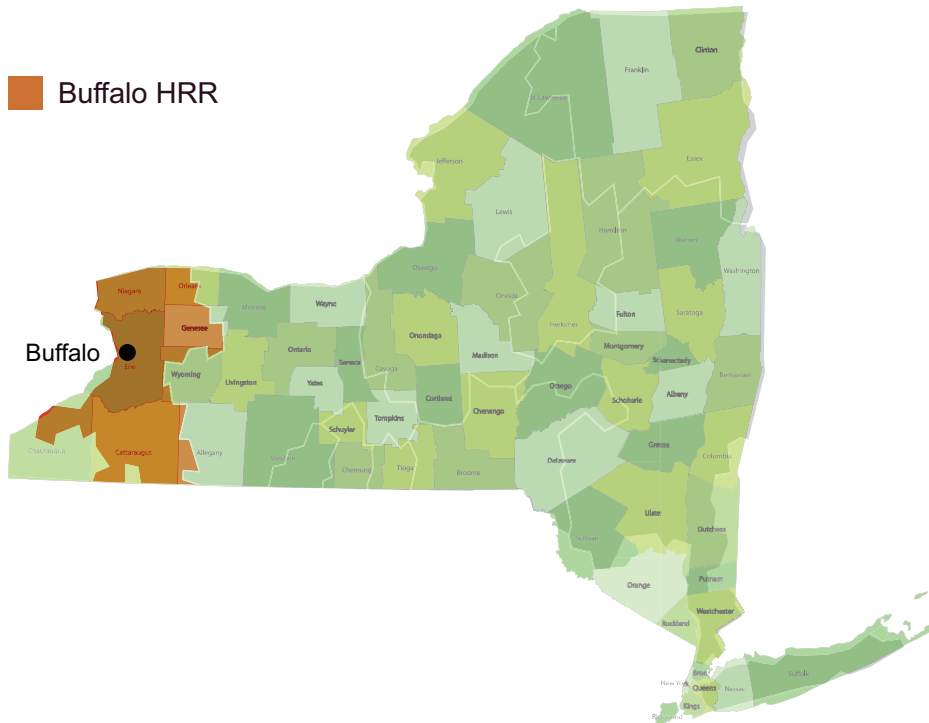 Buffalo HRR
Clinton
Franklin
St Lawrence
Jefferson
Essex
Lewis
Hamilton
Warren
Washington
Oswego
Oneida
Herkimer
Fulton
Saratoga
Niagara
Orleans
Monroe
Wayne
Genesee
Onondaga
Madison
Montgomery
Schenectady
Buffalo
Erie
Wyoming
Livingston
Ontario
Yates
Seneca
Cayuga
Cortland
Chenango
Otsego
Schoharie
Albany
Rensselaer
Tompkins
Schuyler
Chautauqua
Cattaraugus
Allegany
Steuben
Chemung
Tioga
Broome
Delaware
Greene
Columbia
Ulster
Dutchess
Sullivan
Orange
Putnam
Rockland
Westchester
Bronx
New York
Queens
Nassau
Suffolk
Kings
Richmond